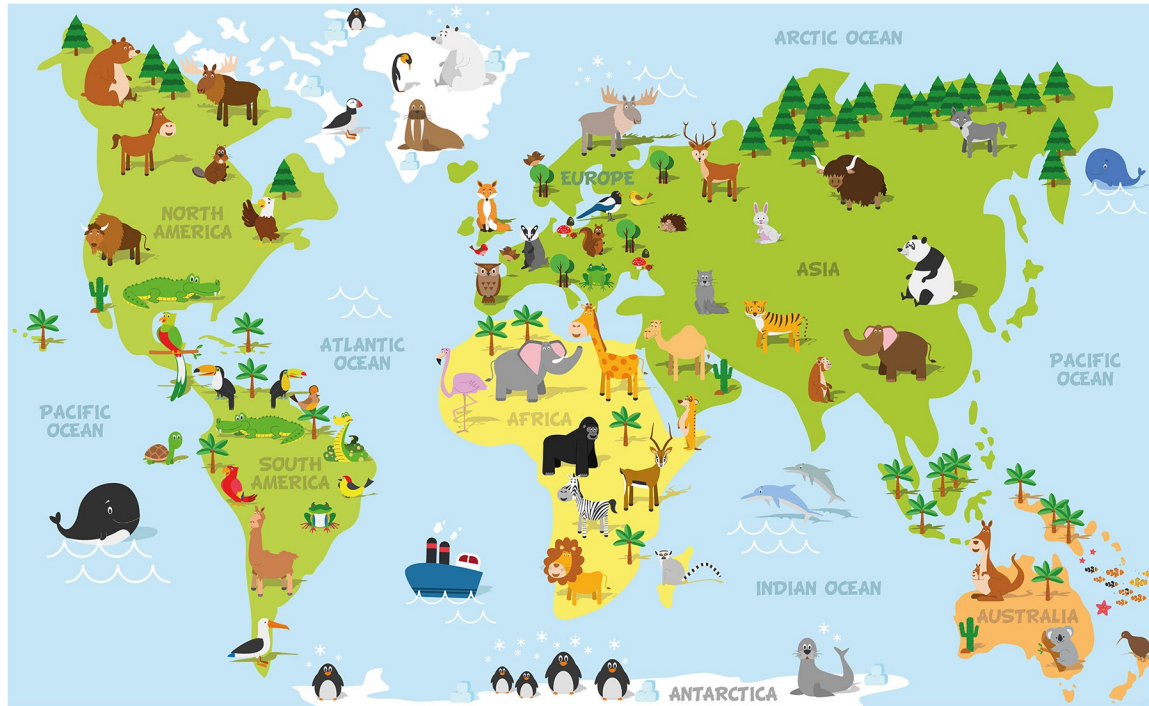 ARCTIC OCEAN
EUROPE
NORTH
AMERICA
ASIA
ATLANTIC
OCEAN
PACIFIC
OCEAN
PACIFIC
OCEAN
AFRICA
SOUTH
AMERICA
INDIAN OCEAN
AUSTRALIA
ANTARCTICA